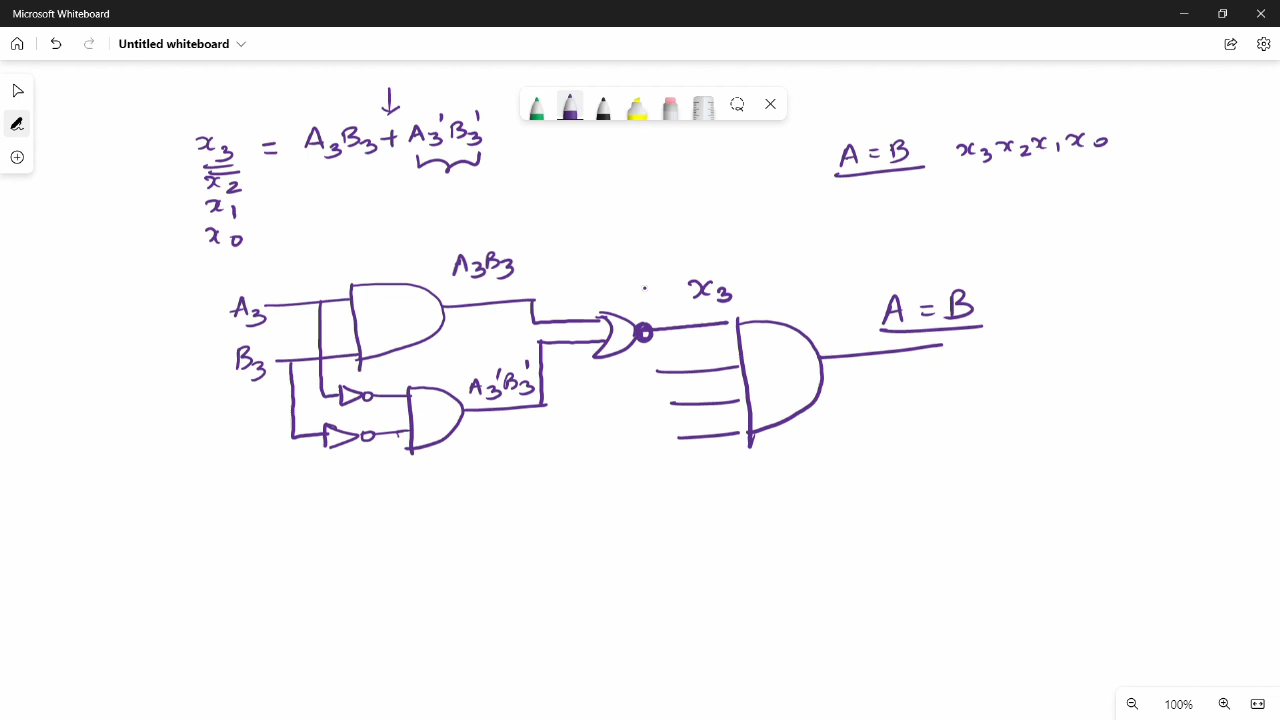 Microsoft Whiteboard
Untitled whiteboard
x₃ = A₃B₃ + A₃'B₃'
x₂
x₁
x₀
A = B x₃x₂x₁x₀
A₃B₃
A₃
B₃
A₃'B₃'
x₃
A = B
100%